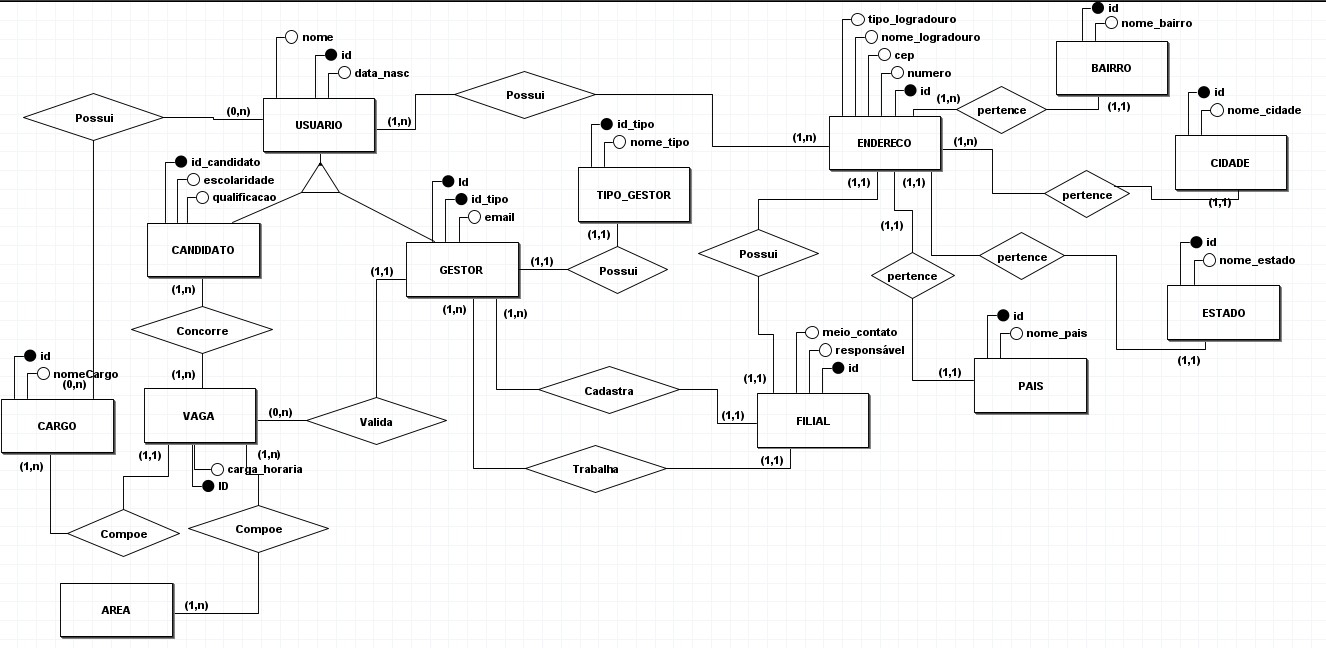 id
nome_bairro
BAIRRO
(1,1)
tipo_logradouro
nome_logradouro
cep
numero
id
(1,n)
pertence
ENDERECO
(1,n)
(1,n)
(1,1)
(1,1)
nome
id
data_nasc
USUARIO
(0,n)
(1,n)
Possui
Possui
id
nome_cidade
CIDADE
pertence
(1,1)
id_tipo
nome_tipo
TIPO_GESTOR
(1,1)
id_candidato
escolaridade
qualificacao
CANDIDATO
(1,n)
Id
id_tipo
email
GESTOR
(1,1)
(1,1)
(1,n)
(1,n)
Possui
Possui
(1,1)
(1,1)
pertence
pertence
id
nome_estado
ESTADO
(1,1)
id
nome_pais
PAIS
(1,1)
Concorre
(1,n)
id
nomeCargo
(0,n)
CARGO
(1,n)
VAGA
(0,n)
(1,1)
(1,n)
carga_horaria
ID
Valida
Cadastra
(1,1)
meio_contato
responsável
id
FILIAL
(1,1)
Trabalha
Compoe
Compoe
AREA
(1,n)